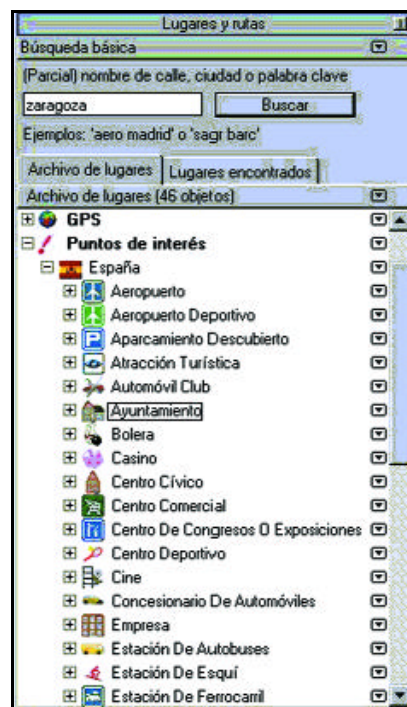 Lugares y rutas
Búsqueda básica
(Parcial) nombre de calle, ciudad o palabra clave
zaragoza
Buscar
Ejemplos: 'aero madrid' o 'sagr barc'
Archivo de lugares
Lugares encontrados
Archivo de lugares (46 objetos)
GPS
Puntos de interés
España
Aeropuerto
Aeropuerto Deportivo
Aparcamiento Descubierto
Atracción Turística
Automóvil Club
Ayuntamiento
Bolera
Casino
Centro Cívico
Centro Comercial
Centro De Congresos O Exposiciones
Centro Deportivo
Cine
Concesionario De Automóviles
Empresa
Estación De Autobuses
Estación De Esquí
Estación De Ferrocarril